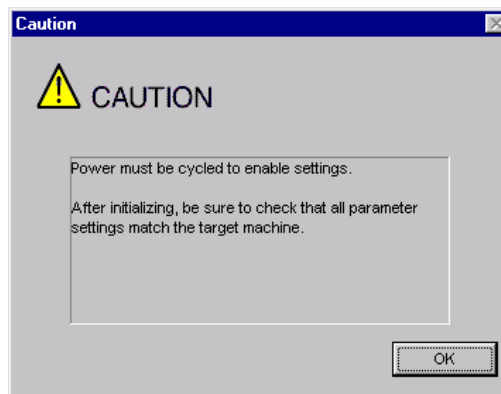 Caution
CAUTION
Power must be cycled to enable settings.
After initializing, be sure to check that all parameter
settings match the target machine.
OK